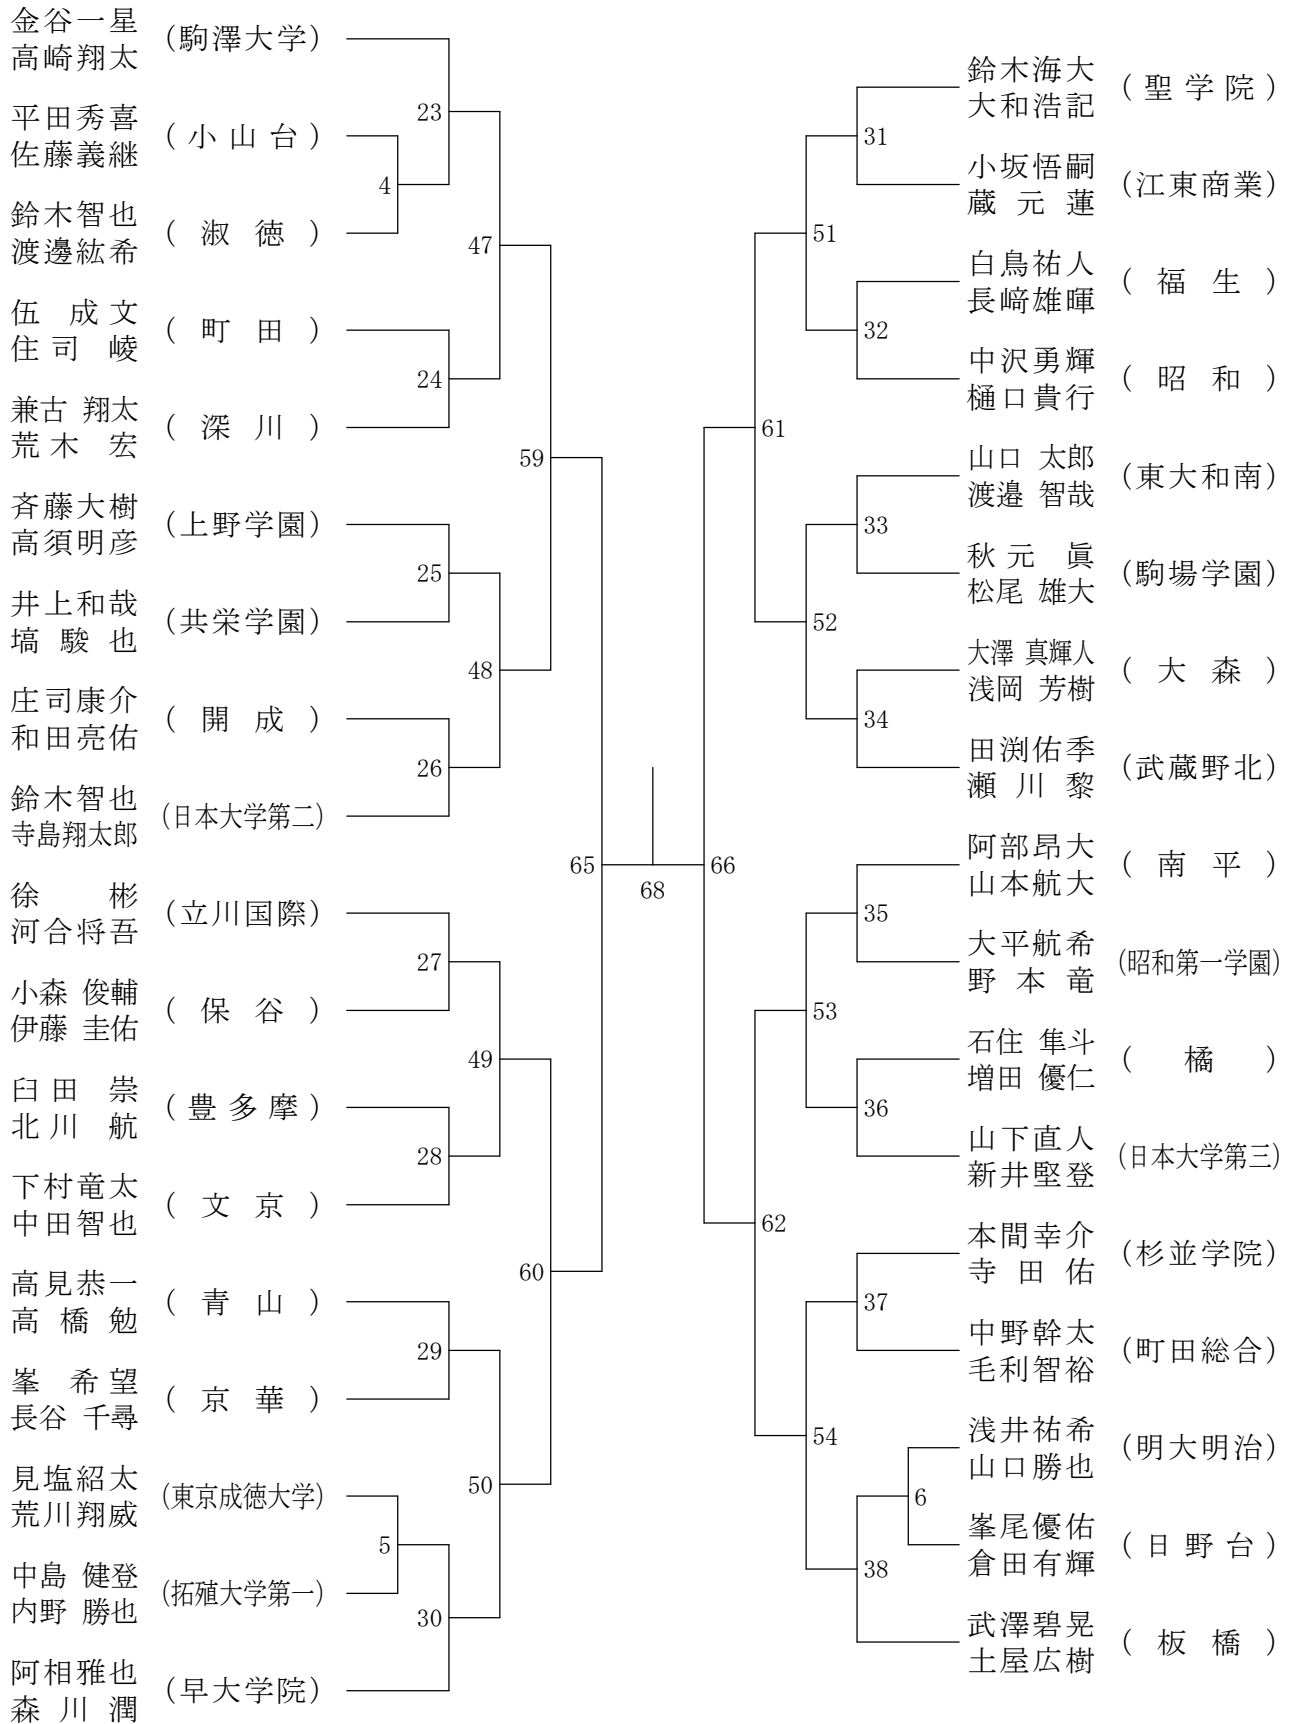 金谷一星
高崎翔太
(駒澤大学)
平田秀喜
佐藤義継
(小山台)
鈴木智也
渡邊紘希
(淑徳)
伍 成文
住司 崚
(町田)
兼古 翔太
荒木 宏
(深川)
斉藤大樹
高須明彦
(上野学園)
井上和哉
塙駿也
(共栄学園)
庄司康介
和田亮佑
(開成)
鈴木智也
寺島翔太郎
(日本大学第二)
徐 彬
河合将吾
(立川国際)
小森 俊輔
伊藤 圭佑
(保谷)
臼田 崇
北川 航
(豊多摩)
下村竜太
中田智也
(文京)
高見恭一
高橋勉
(青山)
峯 希望
長谷 千尋
(京華)
見塩紹太
荒川翔威
(東京成徳大学)
中島 健登
内野 勝也
(拓殖大学第一)
阿相雅也
森川潤
(早大学院)
4
5
23
24
25
26
27
28
29
30
47
48
49
50
59
60
65
68
66
61
62
51
52
53
54
31
32
33
34
35
36
37
38
6
鈴木海大
大和浩記
(聖学院)
小坂悟嗣
蔵元蓮
(江東商業)
白鳥祐人
長﨑雄暉
(福生)
中沢勇輝
樋口貴行
(昭和)
山口 太郎
渡邉 智哉
(東大和南)
秋元 眞
松尾 雄大
(駒場学園)
大澤 真輝人
浅岡 芳樹
(大森)
田渕佑季
瀬川黎
(武蔵野北)
阿部昂大
山本航大
(南平)
大平航希
野本竜
(昭和第一学園)
石住 隼斗
増田 優仁
(橘)
山下直人
新井堅登
(日本大学第三)
本間幸介
寺田佑
(杉並学院)
中野幹太
毛利智裕
(町田総合)
浅井祐希
山口勝也
(明大明治)
峯尾優佑
倉田有輝
(日野台)
武澤碧晃
土屋広樹
(板橋)